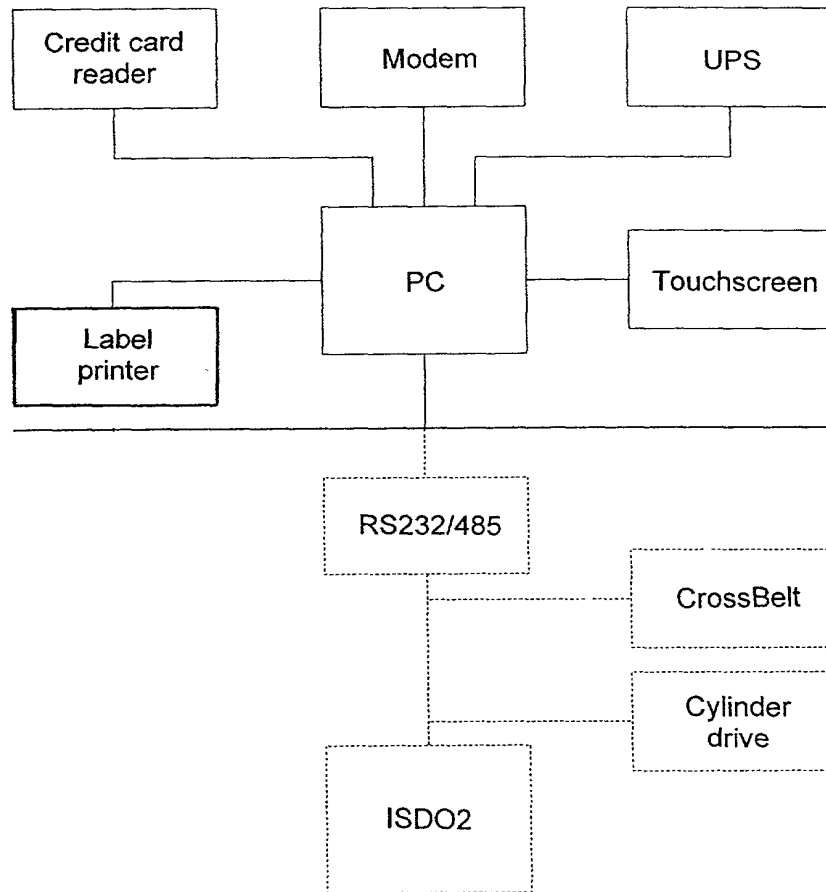 Credit card
reader
Modem
UPS
PC
Touchscreen
Label
printer
RS232/485
CrossBelt
Cylinder
drive
ISDO2